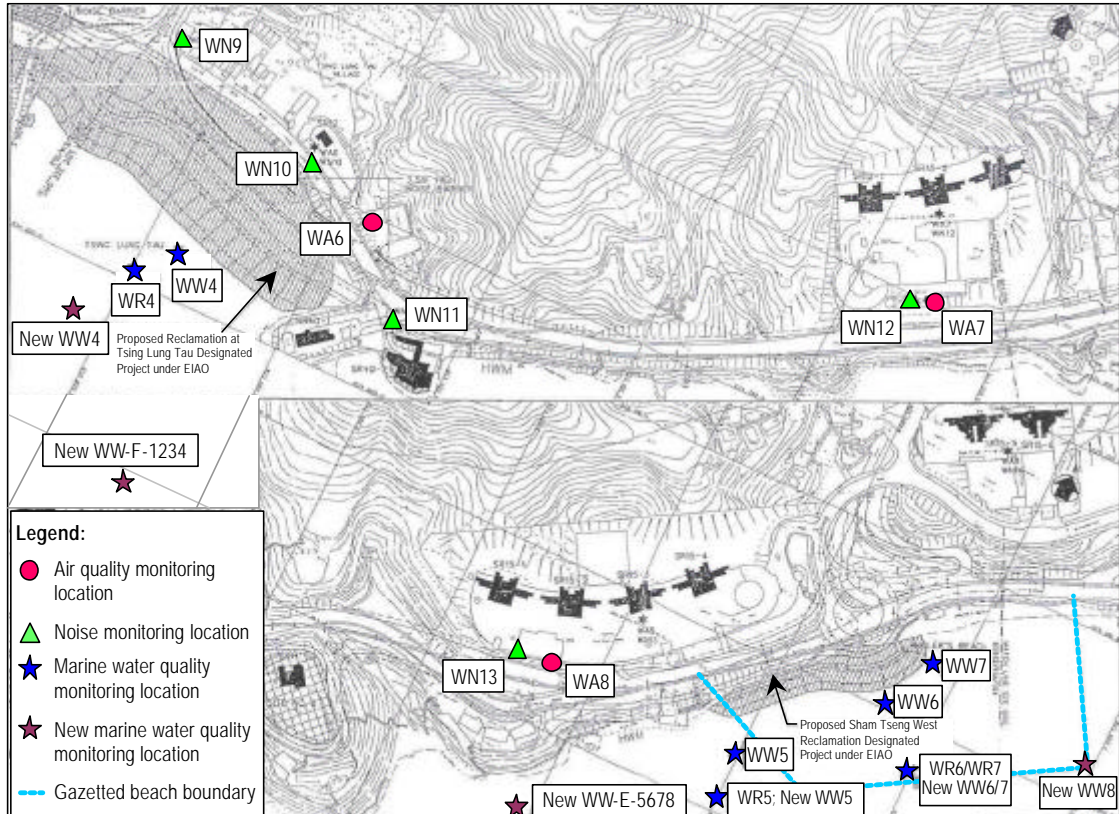 WN9
WN10
WA6
WW4
WR4
New WW4
Proposed Reclamation at
Tsing Lung Tau Designated
Project under EIAO
WN11
WN12
WA7
HWM
New WW-F-1234
Legend:
Air quality monitoring
location
Noise monitoring location
Marine water quality
monitoring location
New marine water quality
monitoring location
Gazetted beach boundary
WN13
WA8
WW7
WW6
Proposed Sham Tseng West
Reclamation Designated
Project under EIAO
WW5
WR5; New WW5
WR6/WR7
New WW6/7
New WW8
New WW-E-5678